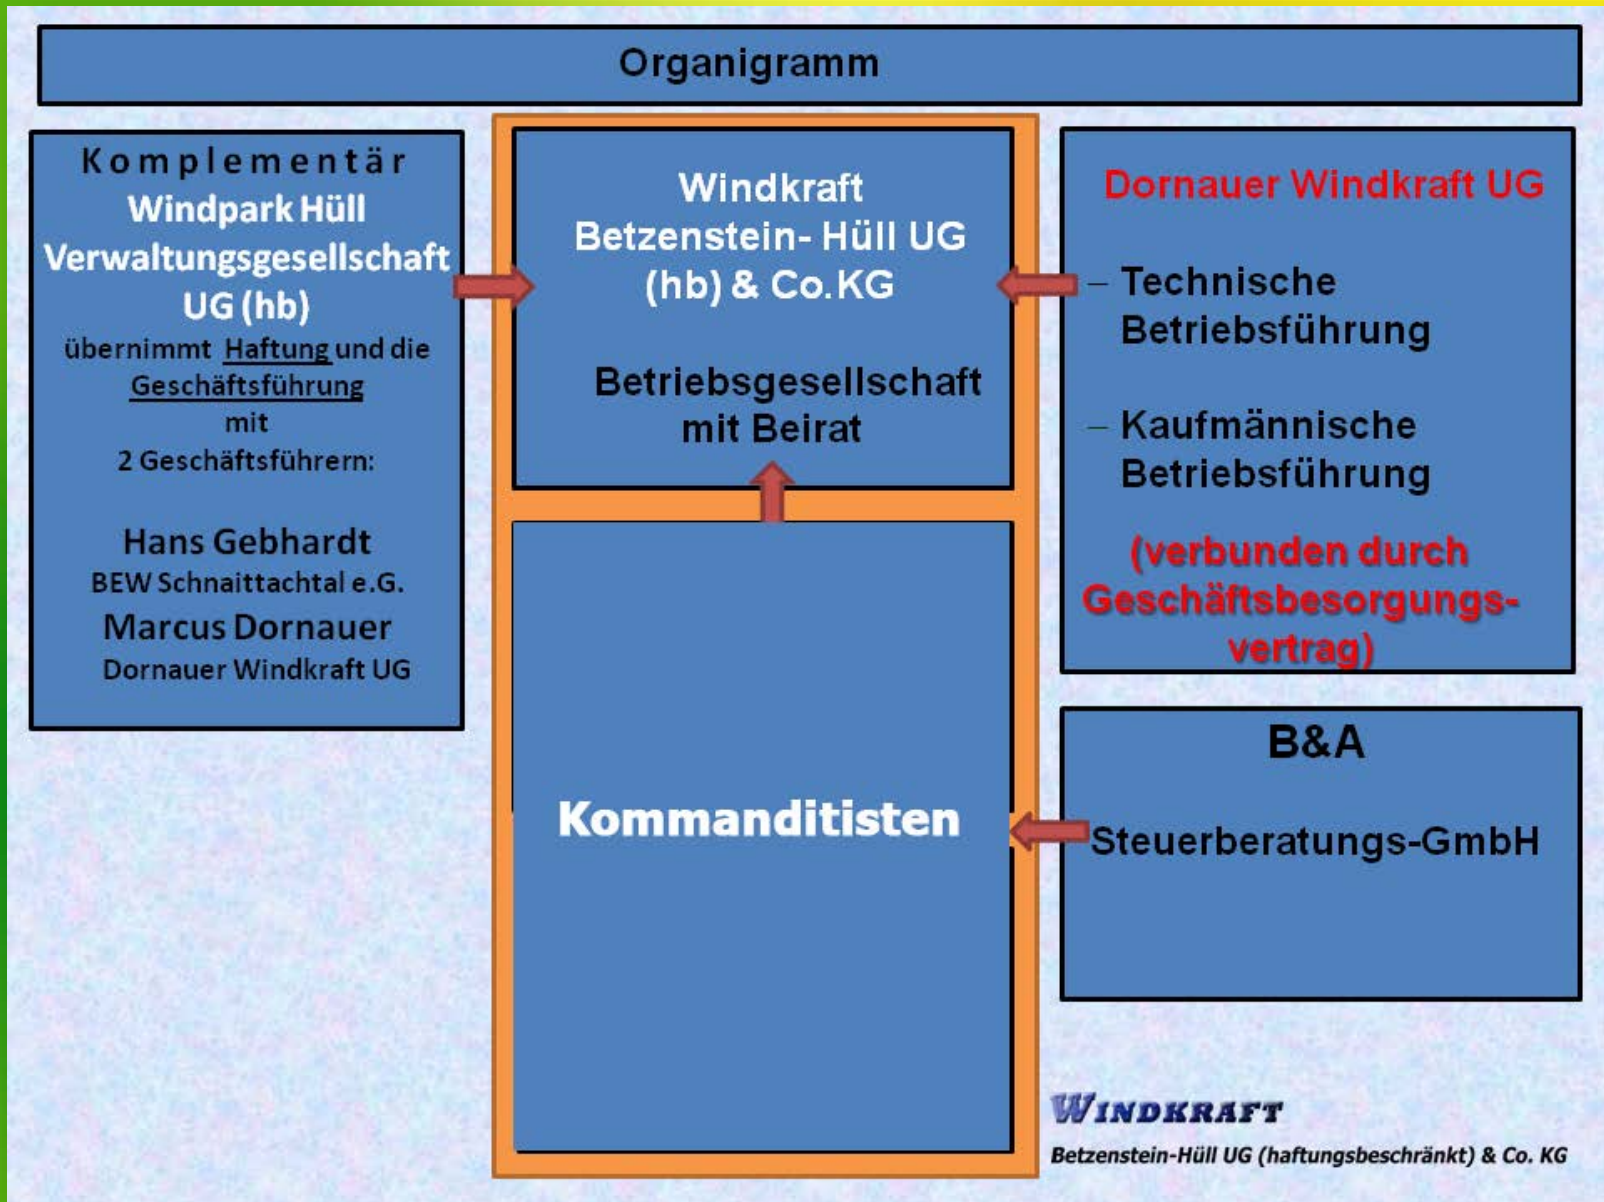 Organigramm
Komplementär
Windpark Hüll
Verwaltungsgesellschaft
UG (hb)
übernimmt Haftung und die
Geschäftsführung
mit
2 Geschäftsführern:
Hans Gebhardt
BEW Schnaittachtal e.G.
Marcus Dornauer
Dornauer Windkraft UG
Windkraft
Betzenstein- Hüll UG
(hb) & Co.KG
Betriebsgesellschaft
mit Beirat
Kommanditisten
Dornauer Windkraft UG
– Technische
Betriebsführung
– Kaufmännische
Betriebsführung
(verbunden durch
Geschäftsbesorgungs-
vertrag)
B&A
Steuerberatungs-GmbH
WINDKRAFT
Betzenstein-Hüll UG (haftungsbeschränkt) & Co. KG